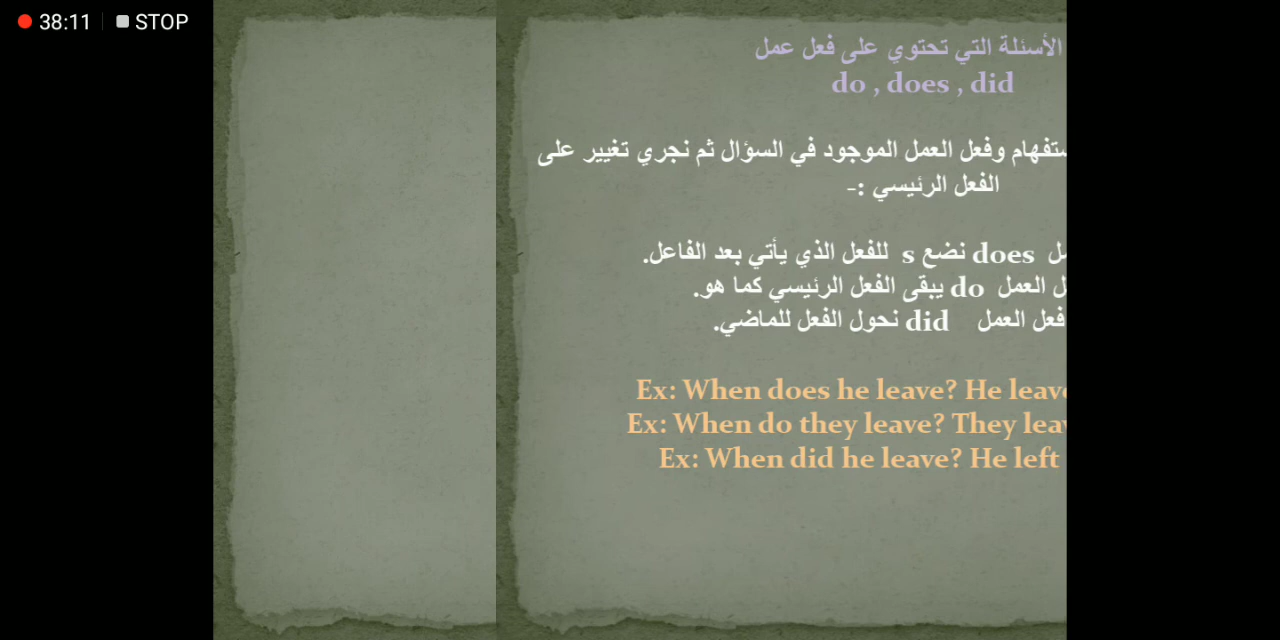 38:11 STOP
الأسئلة التي تحتوي على فعل عمل
do , does , did
وفعل العمل الموجود في السؤال ثم نجري تغيير على
الفعل الرئيسي :-
does نضع s للفعل الذي يأتي بعد الفاعل.
العمل do يبقى الفعل الرئيسي كما هو.
فعل العمل did نحول الفعل للماضي.
Ex: When does he leave? He
Ex: When do they leave? They
Ex: When did he leave? He left